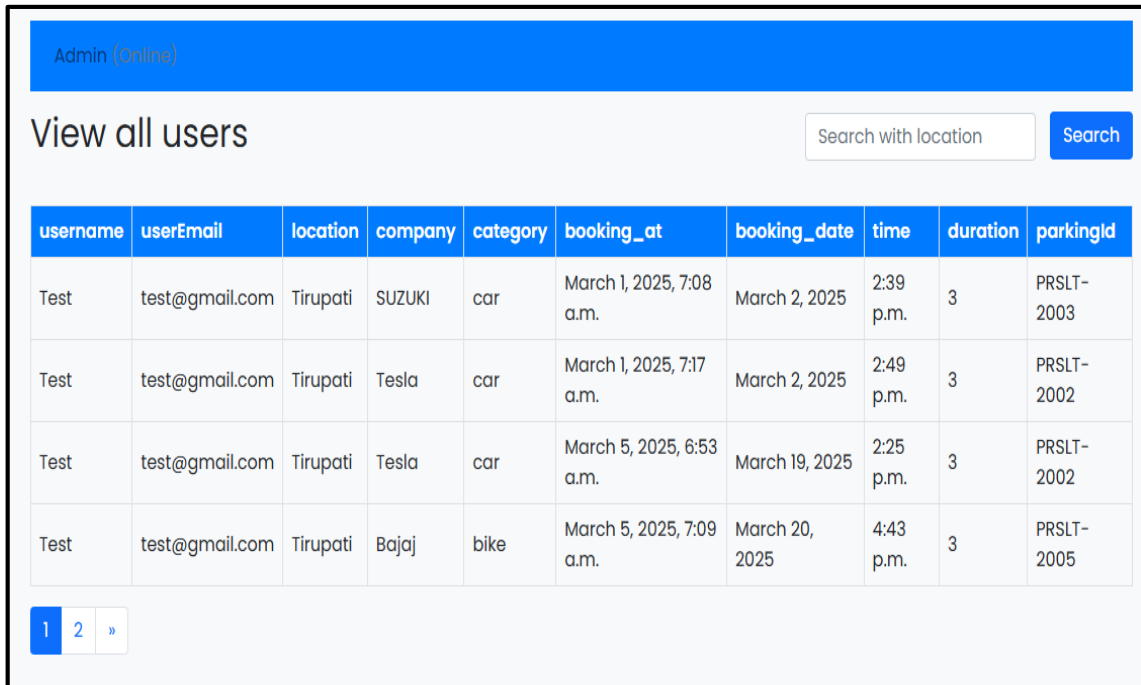 Admin (Online)
View all users
Search with location Search
username userEmail location company category booking_at booking_date time duration parkingId
Test test@gmail.com Tirupati SUZUKI car March 1, 2025, 7:08 a.m. March 2, 2025 2:39 p.m. 3 PRSLT-2003
Test test@gmail.com Tirupati Tesla car March 1, 2025, 7:17 a.m. March 2, 2025 2:49 p.m. 3 PRSLT-2002
Test test@gmail.com Tirupati Tesla car March 5, 2025, 6:53 a.m. March 19, 2025 2:25 p.m. 3 PRSLT-2002
Test test@gmail.com Tirupati Bajaj bike March 5, 2025, 7:09 a.m. March 20, 2025 4:43 p.m. 3 PRSLT-2005
1 2 »